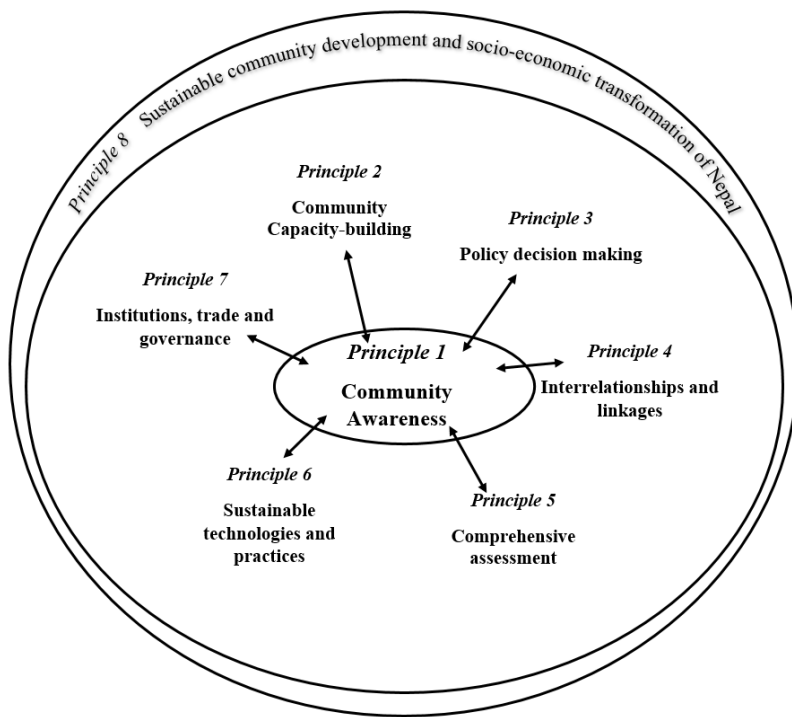 Principle 8 Sustainable community development and socio-economic transformation of Nepal
Principle 2
Community
Capacity-building
Principle 3
Policy decision making
Principle 7
Institutions, trade and
governance
Principle 1
Community
Awareness
Principle 4
Interrelationships and
linkages
Principle 6
Sustainable
technologies and
practices
Principle 5
Comprehensive
assessment